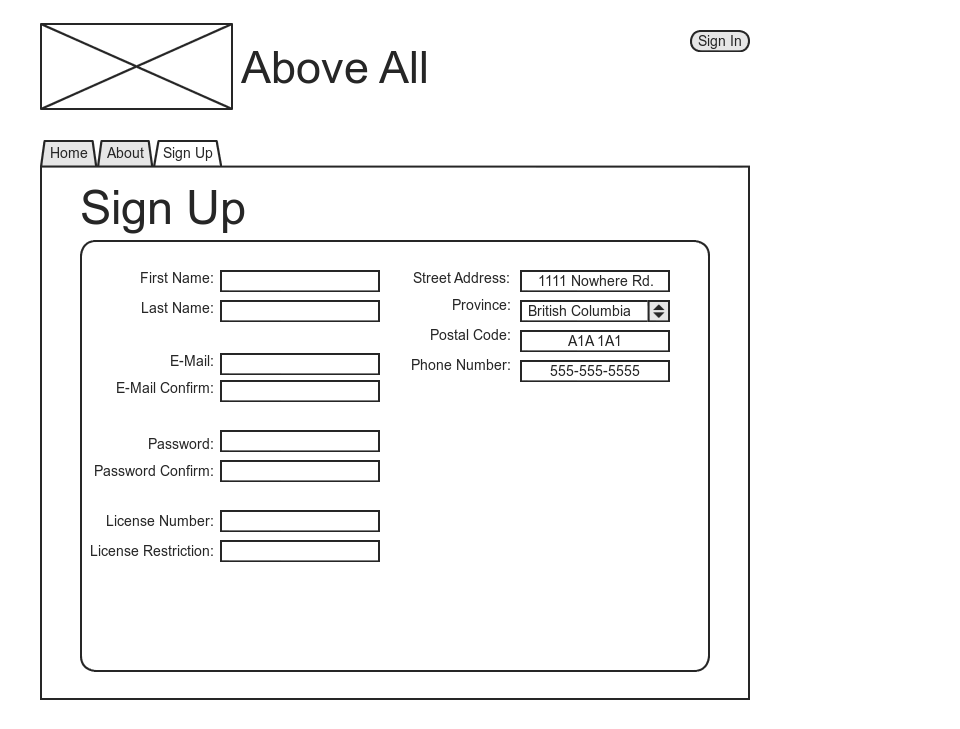 Above All
Sign In
Home About Sign Up
Sign Up
First Name:
Last Name:
E-Mail:
E-Mail Confirm:
Password:
Password Confirm:
License Number:
License Restriction:
Street Address: 1111 Nowhere Rd.
Province: British Columbia
Postal Code: A1A 1A1
Phone Number: 555-555-5555